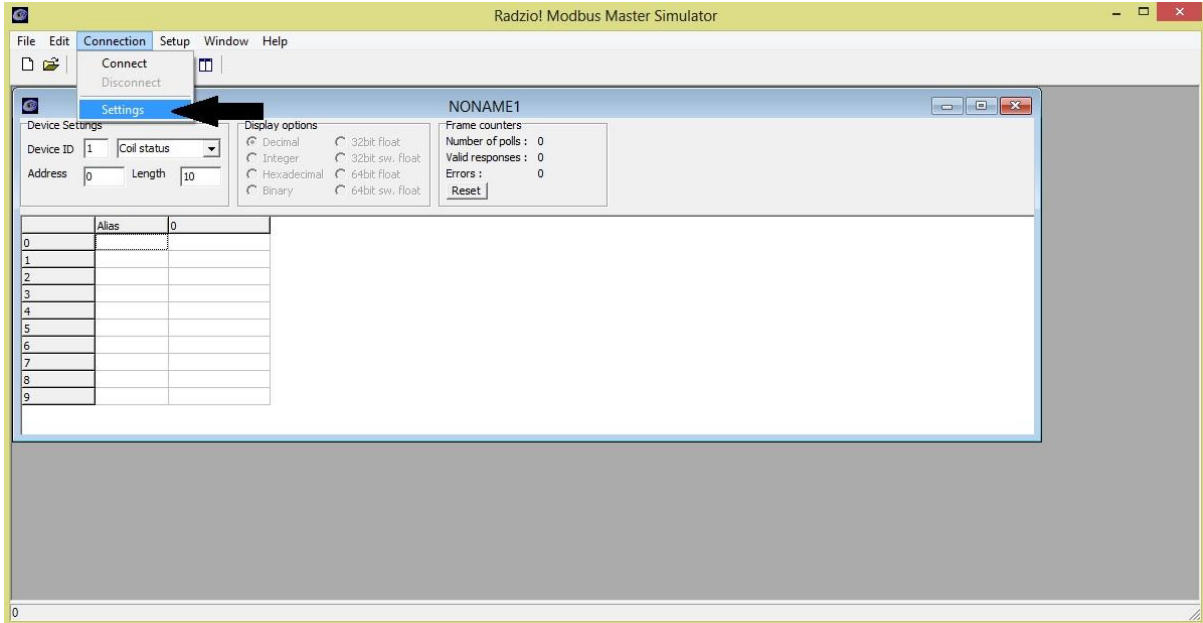 Radzio! Modbus Master Simulator
File Edit Connection Setup Window Help
Connect
Disconnect
Settings
NONAME1
Device Settings
Device ID 1 Coil status
Address 0 Length 10
Display options
Decimal 32bit float
Integer 32bit sw. float
Hexadecimal 64bit float
Binary 64bit sw. float
Frame counters
Number of polls : 0
Valid responses : 0
Errors : 0
Reset
Alias 0
0
1
2
3
4
5
6
7
8
9
0